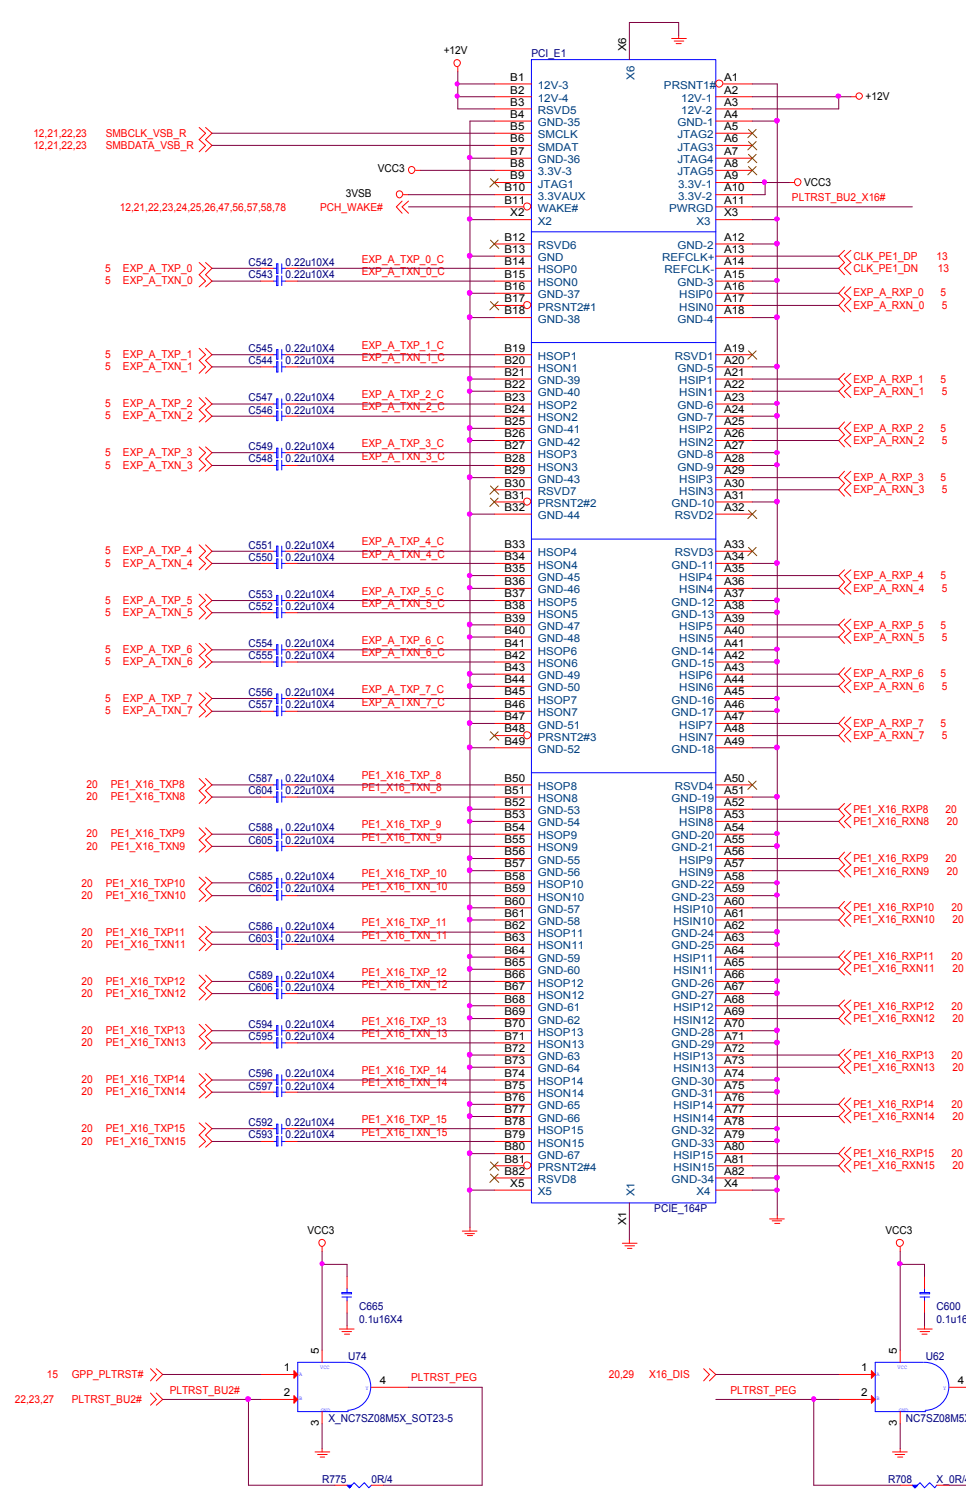 X6
+12V PCI_E1
X6
B1 12V-3 PRSNT1# A1
B2 12V-4 12V-1 A2 +12V
B3 RSVD5 12V-2 A3
B4 GND-35 GND-1 A4
12,21,22,23 SMBCLK_VSB_R B5 SMCLK JTAG2 A5
12,21,22,23 SMBDATA_VSB_R B6 SMDAT JTAG3 A6
B7 GND-36 JTAG4 A7
VCC3 B8 3.3V-3 JTAG5 A8
B9 JTAG1 3.3V-1 A9 VCC3
3VSB B10 3.3VAUX 3.3V-2 A10 PLTRST_BU2_X16#
12,21,22,23,24,25,26,47,56,57,58,78 PCH_WAKE# B11 WAKE# PWRGD A11
X2 X2 X3 X3
B12 RSVD6 GND-2 A12
B13 GND REFCLK+ A13 CLK_PE1_DP 13
5 EXP_A_TXP_0 C542 0.22u10X4 EXP_A_TXP_0_C B14 HSOP0 REFCLK- A14 CLK_PE1_DN 13
5 EXP_A_TXN_0 C543 0.22u10X4 EXP_A_TXN_0_C B15 HSON0 GND-3 A15
B16 GND-37 HSIP0 A16 EXP_A_RXP_0 5
B17 PRSNT2#1 HSIN0 A17 EXP_A_RXN_0 5
B18 GND-38 GND-4 A18
5 EXP_A_TXP_1 C545 0.22u10X4 EXP_A_TXP_1_C B19 HSOP1 RSVD1 A19
5 EXP_A_TXN_1 C544 0.22u10X4 EXP_A_TXN_1_C B20 HSON1 GND-5 A20
B21 GND-39 HSIP1 A21 EXP_A_RXP_1 5
B22 GND-40 HSIN1 A22 EXP_A_RXN_1 5
5 EXP_A_TXP_2 C547 0.22u10X4 EXP_A_TXP_2_C B23 HSOP2 GND-6 A23
5 EXP_A_TXN_2 C546 0.22u10X4 EXP_A_TXN_2_C B24 HSON2 GND-7 A24
B25 GND-41 HSIP2 A25 EXP_A_RXP_2 5
B26 GND-42 HSIN2 A26 EXP_A_RXN_2 5
5 EXP_A_TXP_3 C549 0.22u10X4 EXP_A_TXP_3_C B27 HSOP3 GND-8 A27
5 EXP_A_TXN_3 C548 0.22u10X4 EXP_A_TXN_3_C B28 HSON3 GND-9 A28
B29 GND-43 HSIP3 A29 EXP_A_RXP_3 5
B30 RSVD7 HSIN3 A30 EXP_A_RXN_3 5
B31 PRSNT2#2 GND-10 A31
B32 GND-44 RSVD2 A32
5 EXP_A_TXP_4 C551 0.22u10X4 EXP_A_TXP_4_C B33 HSOP4 RSVD3 A33
5 EXP_A_TXN_4 C550 0.22u10X4 EXP_A_TXN_4_C B34 HSON4 GND-11 A34
B35 GND-45 HSIP4 A35 EXP_A_RXP_4 5
B36 GND-46 HSIN4 A36 EXP_A_RXN_4 5
5 EXP_A_TXP_5 C553 0.22u10X4 EXP_A_TXP_5_C B37 HSOP5 GND-12 A37
5 EXP_A_TXN_5 C552 0.22u10X4 EXP_A_TXN_5_C B38 HSON5 GND-13 A38
B39 GND-47 HSIP5 A39 EXP_A_RXP_5 5
B40 GND-48 HSIN5 A40 EXP_A_RXN_5 5
5 EXP_A_TXP_6 C554 0.22u10X4 EXP_A_TXP_6_C B41 HSOP6 GND-14 A41
5 EXP_A_TXN_6 C555 0.22u10X4 EXP_A_TXN_6_C B42 HSON6 GND-15 A42
B43 GND-49 HSIP6 A43 EXP_A_RXP_6 5
B44 GND-50 HSIN6 A44 EXP_A_RXN_6 5
5 EXP_A_TXP_7 C556 0.22u10X4 EXP_A_TXP_7_C B45 HSOP7 GND-16 A45
5 EXP_A_TXN_7 C557 0.22u10X4 EXP_A_TXN_7_C B46 HSON7 GND-17 A46
B47 GND-51 HSIP7 A47 EXP_A_RXP_7 5
B48 PRSNT2#3 HSIN7 A48 EXP_A_RXN_7 5
B49 GND-52 GND-18 A49
20 PE1_X16_TXP8 C587 0.22u10X4 PE1_X16_TXP_8 B50 HSOP8 RSVD4 A50
20 PE1_X16_TXN8 C604 0.22u10X4 PE1_X16_TXN_8 B51 HSON8 GND-19 A51
B52 GND-53 HSIP8 A52 PE1_X16_RXP8 20
B53 GND-54 HSIN8 A53 PE1_X16_RXN8 20
20 PE1_X16_TXP9 C588 0.22u10X4 PE1_X16_TXP_9 B54 HSOP9 GND-20 A54
20 PE1_X16_TXN9 C605 0.22u10X4 PE1_X16_TXN_9 B55 HSON9 GND-21 A55
B56 GND-55 HSIP9 A56 PE1_X16_RXP9 20
B57 GND-56 HSIN9 A57 PE1_X16_RXN9 20
20 PE1_X16_TXP10 C585 0.22u10X4 PE1_X16_TXP_10 B58 HSOP10 GND-22 A58
20 PE1_X16_TXN10 C602 0.22u10X4 PE1_X16_TXN_10 B59 HSON10 GND-23 A59
B60 GND-57 HSIP10 A60 PE1_X16_RXP10 20
B61 GND-58 HSIN10 A61 PE1_X16_RXN10 20
20 PE1_X16_TXP11 C586 0.22u10X4 PE1_X16_TXP_11 B62 HSOP11 GND-24 A62
20 PE1_X16_TXN11 C603 0.22u10X4 PE1_X16_TXN_11 B63 HSON11 GND-25 A63
B64 GND-59 HSIP11 A64 PE1_X16_RXP11 20
B65 GND-60 HSIN11 A65 PE1_X16_RXN11 20
20 PE1_X16_TXP12 C589 0.22u10X4 PE1_X16_TXP_12 B66 HSOP12 GND-26 A66
20 PE1_X16_TXN12 C606 0.22u10X4 PE1_X16_TXN_12 B67 HSON12 GND-27 A67
B68 GND-61 HSIP12 A68 PE1_X16_RXP12 20
B69 GND-62 HSIN12 A69 PE1_X16_RXN12 20
20 PE1_X16_TXP13 C594 0.22u10X4 PE1_X16_TXP_13 B70 HSOP13 GND-28 A70
20 PE1_X16_TXN13 C595 0.22u10X4 PE1_X16_TXN_13 B71 HSON13 GND-29 A71
B72 GND-63 HSIP13 A72 PE1_X16_RXP13 20
B73 GND-64 HSIN13 A73 PE1_X16_RXN13 20
20 PE1_X16_TXP14 C596 0.22u10X4 PE1_X16_TXP_14 B74 HSOP14 GND-30 A74
20 PE1_X16_TXN14 C597 0.22u10X4 PE1_X16_TXN_14 B75 HSON14 GND-31 A75
B76 GND-65 HSIP14 A76 PE1_X16_RXP14 20
B77 GND-66 HSIN14 A77 PE1_X16_RXN14 20
20 PE1_X16_TXP15 C592 0.22u10X4 PE1_X16_TXP_15 B78 HSOP15 GND-32 A78
20 PE1_X16_TXN15 C593 0.22u10X4 PE1_X16_TXN_15 B79 HSON15 GND-33 A79
B80 GND-67 HSIP15 A80 PE1_X16_RXP15 20
B81 PRSNT2#4 HSIN15 A81 PE1_X16_RXN15 20
B82 RSVD8 GND-34 A82
X5 X5 X1 X4 X4
PCIE_164P
X1
VCC3 VCC3
C665 C600
0.1u16X4 0.1u16
5 U74 5 U62
VCC VCC
15 GPP_PLTRST# 1 A 4 PLTRST_PEG 20,29 X16_DIS 1 A 4
22,23,27 PLTRST_BU2# PLTRST_BU2# 2 PLTRST_PEG 2
3 X_NC7SZ08M5X_SOT23-5 3 NC7SZ08M5X
R775 0R/4 R708 X_0R/4